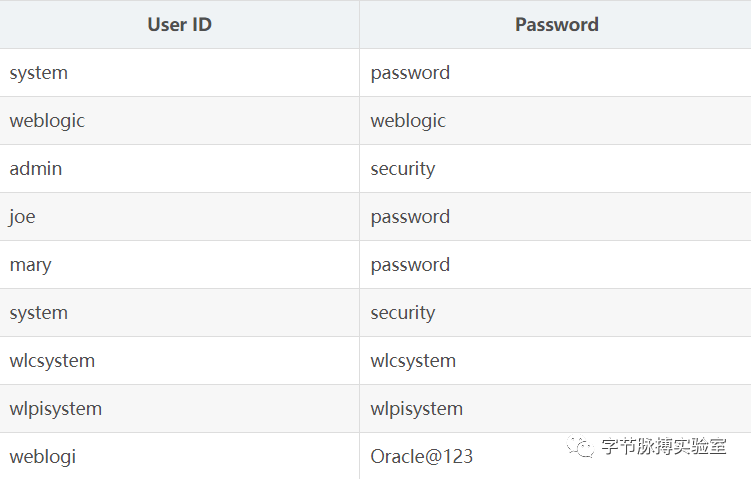 User ID Password
system password
weblogic weblogic
admin security
joe password
mary password
system security
wlcsystem wlcsystem
wlpisystem wlpisystem
weblogi Oracle@123
字节脉搏实验室